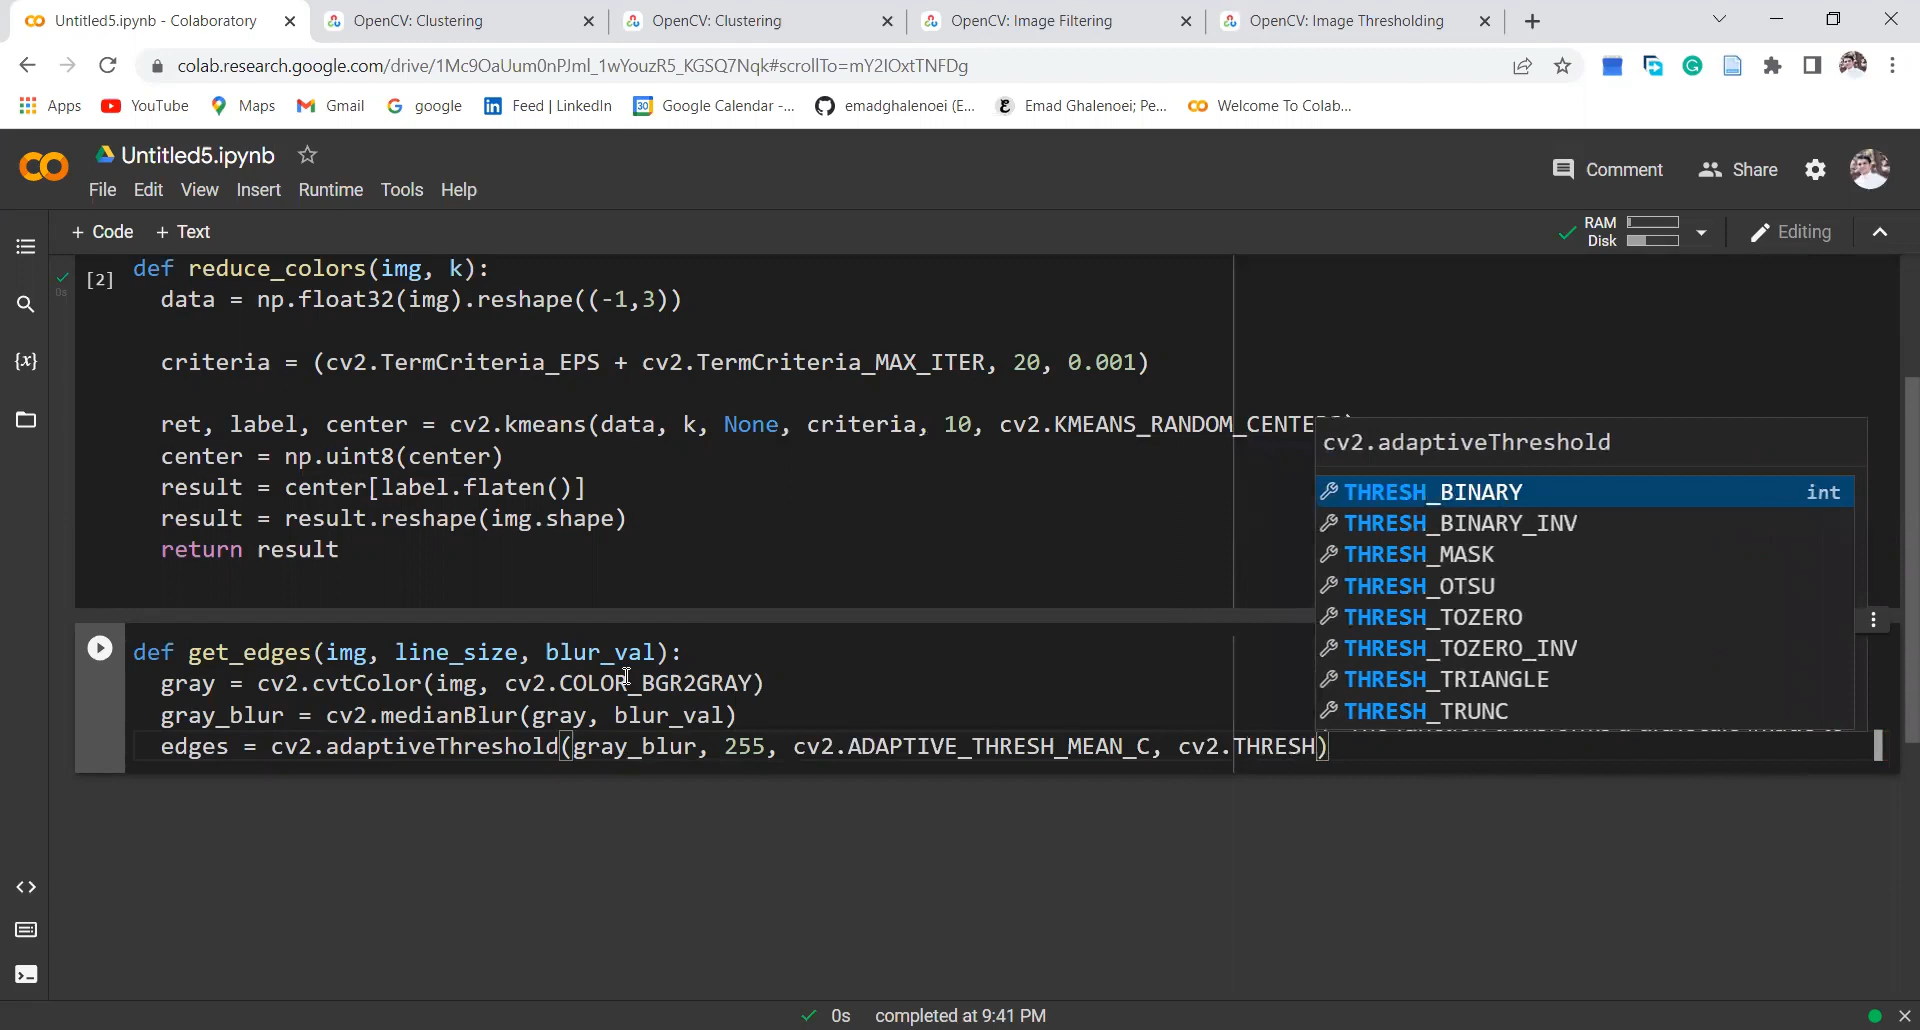 Untitled5.ipynb - Colaboratory
OpenCV: Clustering
OpenCV: Clustering
OpenCV: Image Filtering
OpenCV: Image Thresholding
colab.research.google.com/drive/1Mc9OaUum0nPJml_1wYouzR5_KGSQ7Nqk#scrollTo=mY2IOxtTNFDg
Apps YouTube Maps Gmail google Feed | LinkedIn Google Calendar -... emadghalenoei (E... Emad Ghalenoei; Pe... Welcome To Colab...
Untitled5.ipynb
Comment Share
File Edit View Insert Runtime Tools Help
+ Code + Text
RAM
Disk
Editing
[2]
0s
def reduce_colors(img, k):
data = np.float32(img).reshape((-1,3))
criteria = (cv2.TermCriteria_EPS + cv2.TermCriteria_MAX_ITER, 20, 0.001)
ret, label, center = cv2.kmeans(data, k, None, criteria, 10, cv2.KMEANS_RANDOM_CENTE
center = np.uint8(center)
result = center[label.flaten()]
result = result.reshape(img.shape)
return result
cv2.adaptiveThreshold
THRESH_BINARY int
THRESH_BINARY_INV
THRESH_MASK
THRESH_OTSU
THRESH_TOZERO
THRESH_TOZERO_INV
THRESH_TRIANGLE
THRESH_TRUNC
def get_edges(img, line_size, blur_val):
gray = cv2.cvtColor(img, cv2.COLOR_BGR2GRAY)
gray_blur = cv2.medianBlur(gray, blur_val)
edges = cv2.adaptiveThreshold(gray_blur, 255, cv2.ADAPTIVE_THRESH_MEAN_C, cv2.THRESH)
0s completed at 9:41 PM